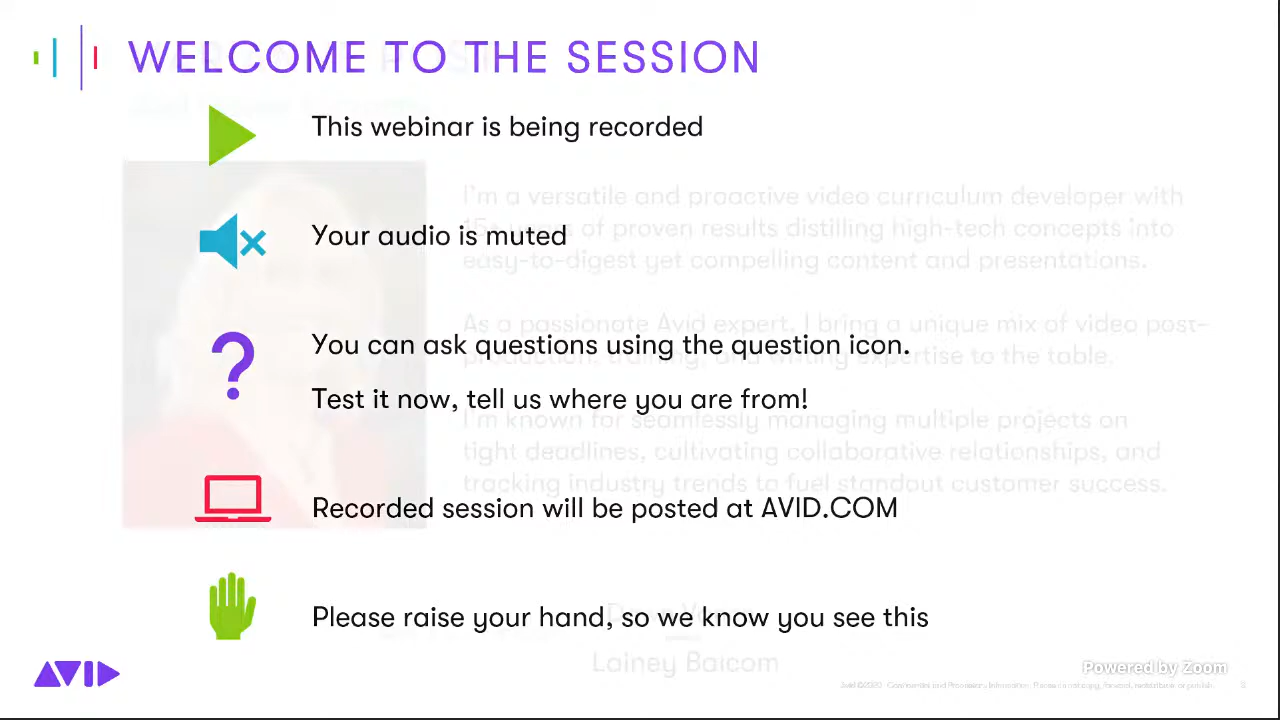 WELCOME TO THE SESSION
This webinar is being recorded
Your audio is muted
You can ask questions using the question icon.
Test it now, tell us where you are from!
Recorded session will be posted at AVID.COM
Please raise your hand, so we know you see this
I'm a versatile and proactive video curriculum developer with
of proven results distilling high-tech concepts into
easy-to-digest yet compelling content and presentations.
As a passionate Avid expert, I bring a unique mix of video post-
production, training, and writing expertise to the table.
I'm known for seamlessly managing multiple projects on
tight deadlines, cultivating collaborative relationships, and
tracking industry trends to fuel standout customer success.
Lainey
AVID
Powered by Zoom